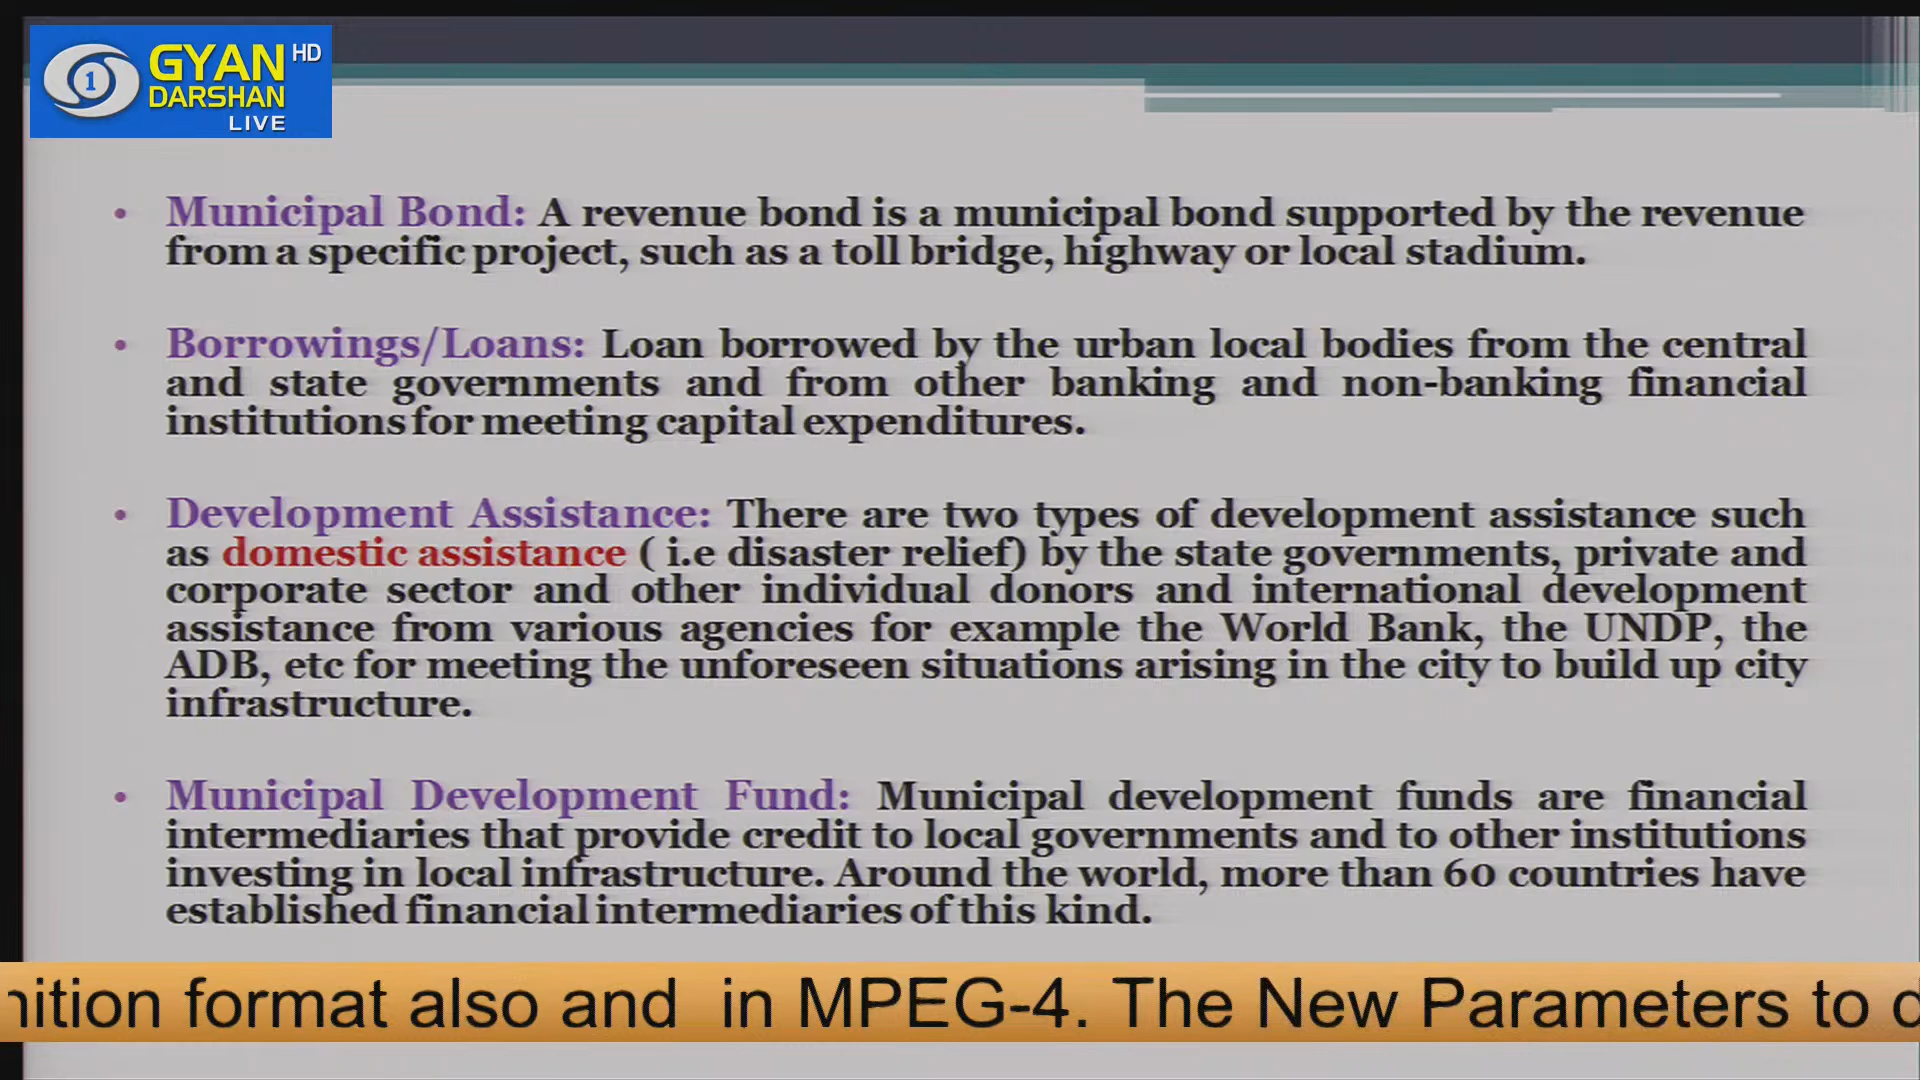 GYAN HD
DARSHAN
LIVE
1
• Municipal Bond: A revenue bond is a municipal bond supported by the revenue
from a specific project, such as a toll bridge, highway or local stadium.
• Borrowings/Loans: Loan borrowed by the urban local bodies from the central
and state governments and from other banking and non-banking financial
institutions for meeting capital expenditures.
• Development Assistance: There are two types of development assistance such
as domestic assistance ( i.e disaster relief) by the state governments, private and
corporate sector and other individual donors and international development
assistance from various agencies for example the World Bank, the UNDP, the
ADB, etc for meeting the unforeseen situations arising in the city to build up city
infrastructure.
• Municipal Development Fund: Municipal development funds are financial
intermediaries that provide credit to local governments and to other institutions
investing in local infrastructure. Around the world, more than 60 countries have
established financial intermediaries of this kind.
nition format also and in MPEG-4. The New Parameters to